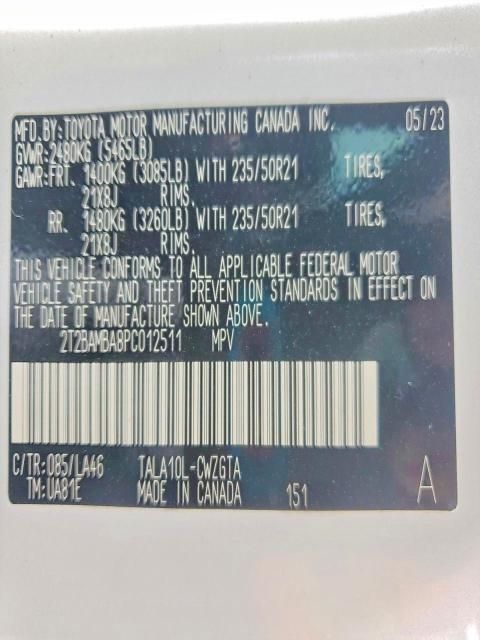 MFD.BY:TOYOTA MOTOR MANUFACTURING CANADA INC. 05/23
GVWR:2480KG (5465LB)
GAWR:FRT. 1400KG (3085LB) WITH 235/50R21 TIRES,
21X8J RIMS.
RR. 1480KG (3260LB) WITH 235/50R21 TIRES,
21X8J RIMS.
THIS VEHICLE CONFORMS TO ALL APPLICABLE FEDERAL MOTOR
VEHICLE SAFETY AND THEFT PREVENTION STANDARDS IN EFFECT ON
THE DATE OF MANUFACTURE SHOWN ABOVE.
2T2BAMBA8PC012511 MPV
C/TR:085/LA46 TALA10L-CWZGTA
TM:UA81E MADE IN CANADA 151 A